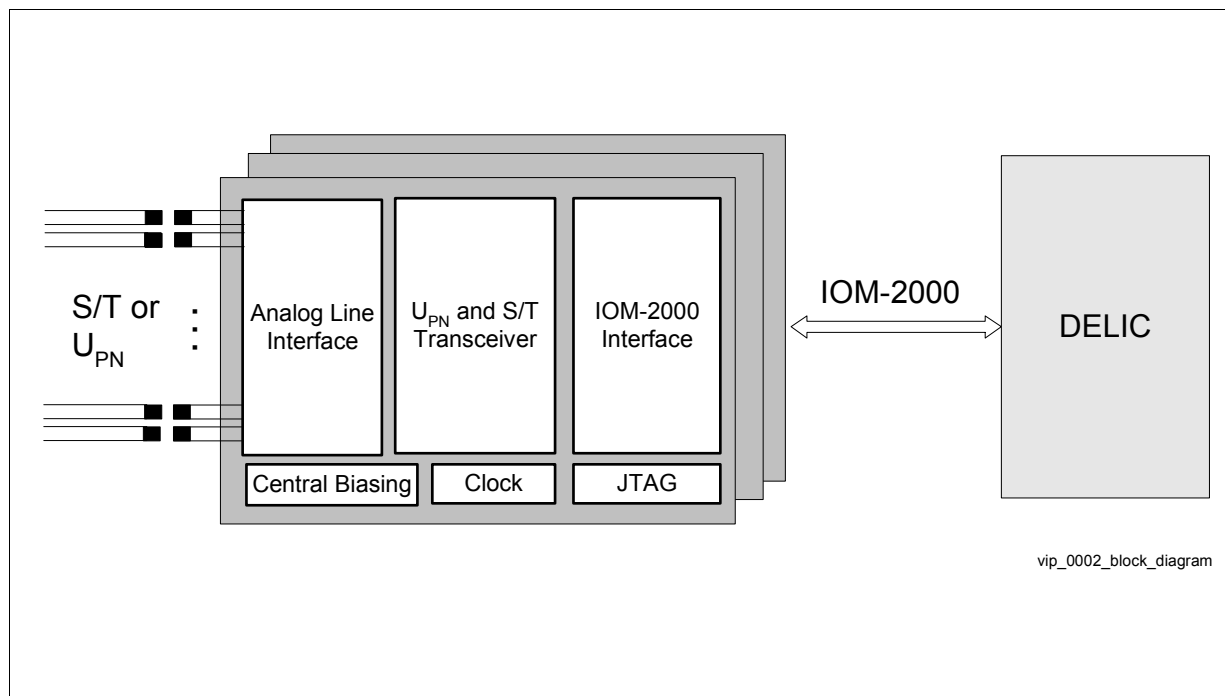 S/T or
UPN
Analog Line
Interface
UPN and S/T
Transceiver
IOM-2000
Interface
Central Biasing
Clock
JTAG
IOM-2000
DELIC
vip_0002_block_diagram